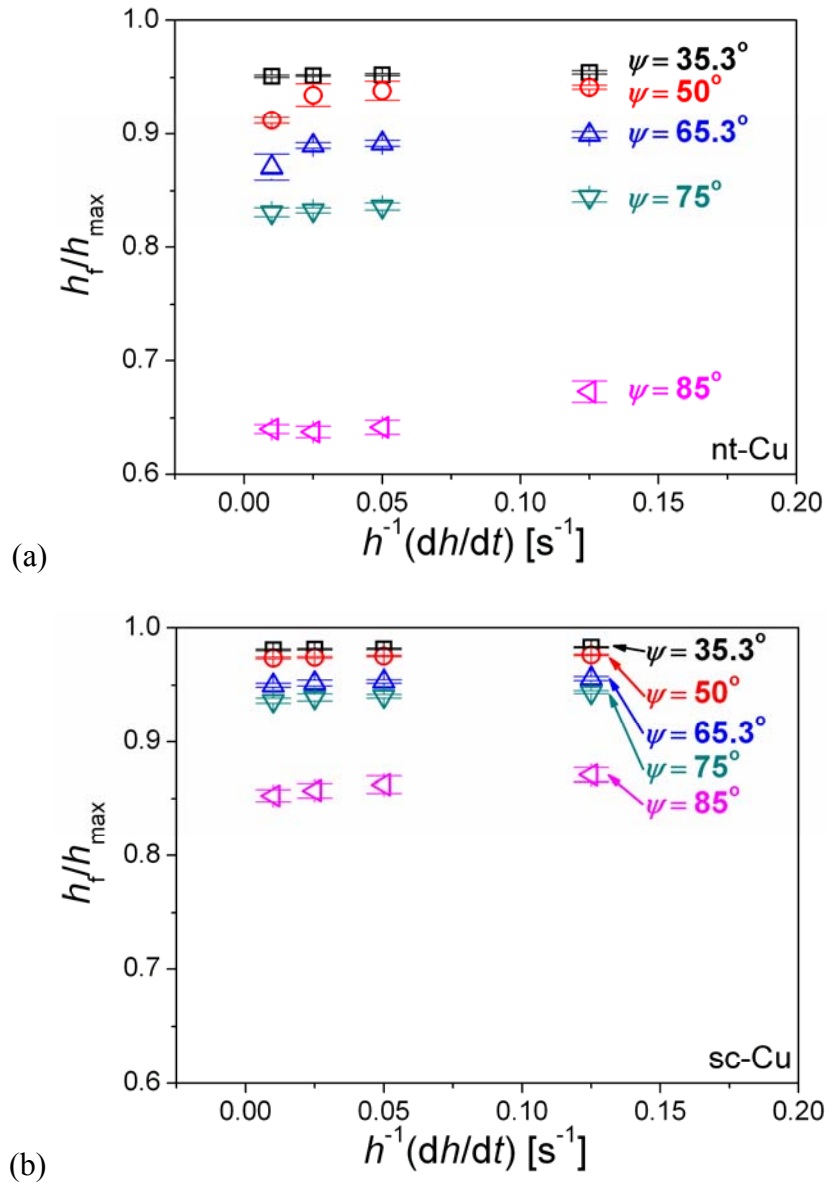 1.0
0.9
0.8
0.7
0.6
h_f/h_max
ψ = 35.3°
ψ = 50°
ψ = 65.3°
ψ = 75°
ψ = 85°
nt-Cu
0.00 0.05 0.10 0.15 0.20
h⁻¹(dh/dt) [s⁻¹]
(a)
1.0
0.9
0.8
0.7
0.6
h_f/h_max
ψ = 35.3°
ψ = 50°
ψ = 65.3°
ψ = 75°
ψ = 85°
sc-Cu
0.00 0.05 0.10 0.15 0.20
h⁻¹(dh/dt) [s⁻¹]
(b)